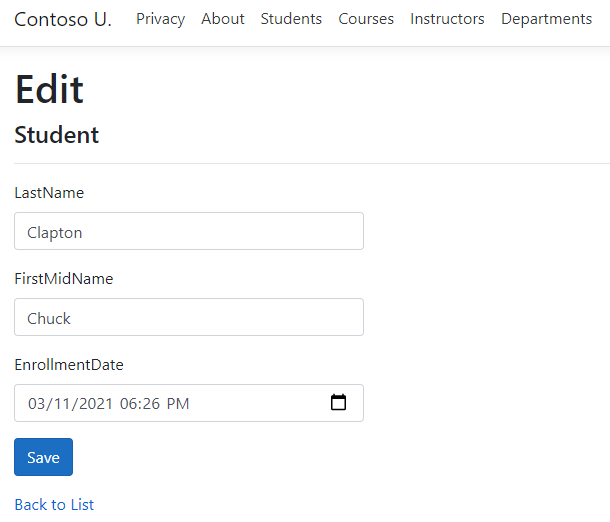 Contoso U. Privacy About Students Courses Instructors Departments
Edit
Student
LastName
Clapton
FirstMidName
Chuck
EnrollmentDate
03/11/2021 06:26 PM
Save
Back to List